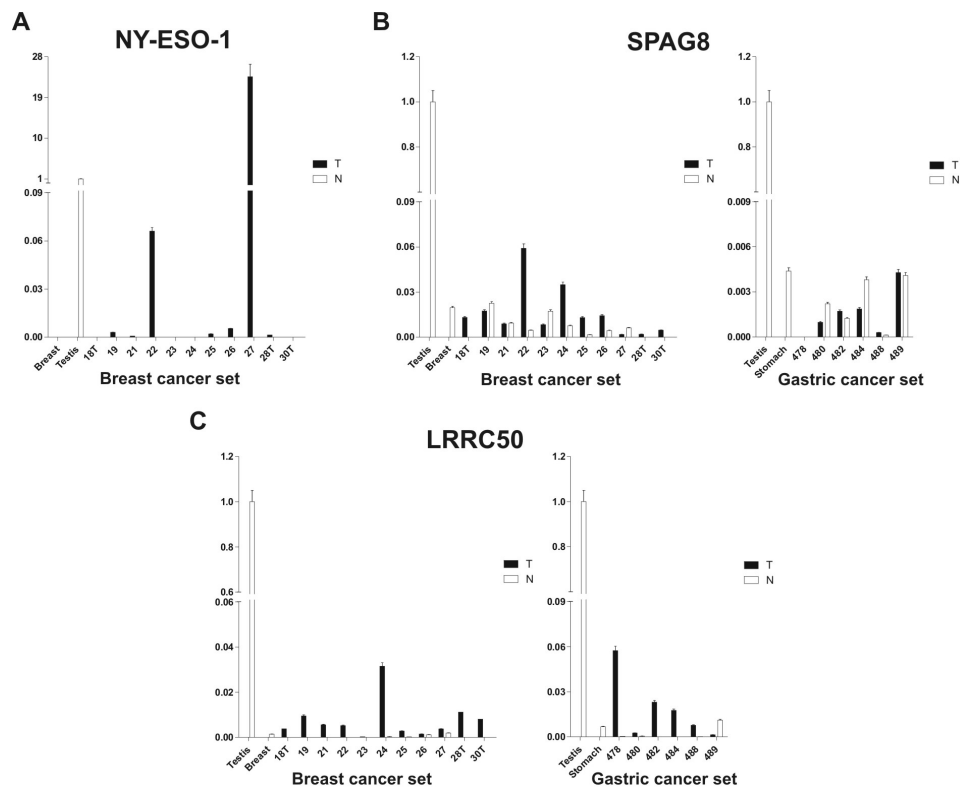 A
NY-ESO-1
28
19
10
1
0.09
0.06
0.03
0.00
T
N
Breast
Testis
18T
19
21
22
23
24
25
26
27
28T
30T
Breast cancer set
B
SPAG8
1.2
1.0
0.8
0.09
0.06
0.03
0.00
T
N
Testis
Breast
18T
19
21
22
23
24
25
26
27
28T
30T
Breast cancer set
1.2
1.0
0.8
0.009
0.006
0.003
0.000
T
N
Testis
Stomach
478
480
482
484
488
489
Gastric cancer set
C
LRRC50
1.2
1.0
0.8
0.6
0.06
0.04
0.02
0.00
T
N
Testis
Breast
18T
19
21
22
23
24
25
26
27
28T
30T
Breast cancer set
1.2
1.0
0.8
0.09
0.06
0.03
0.00
T
N
Testis
Stomach
478
480
482
484
488
489
Gastric cancer set